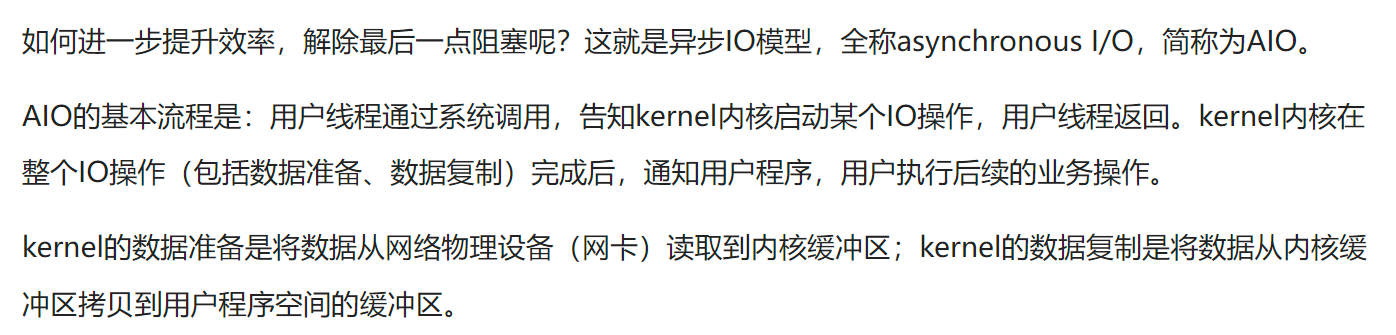 如何进一步提升效率，解除最后一点阻塞呢？这就是异步IO模型，全称asynchronous I/O，简称为AIO。
AIO的基本流程是：用户线程通过系统调用，告知kernel内核启动某个IO操作，用户线程返回。kernel内核在
整个IO操作（包括数据准备、数据复制）完成后，通知用户程序，用户执行后续的业务操作。
kernel的数据准备是将数据从网络物理设备（网卡）读取到内核缓冲区；kernel的数据复制是将数据从内核缓
冲区拷贝到用户程序空间的缓冲区。